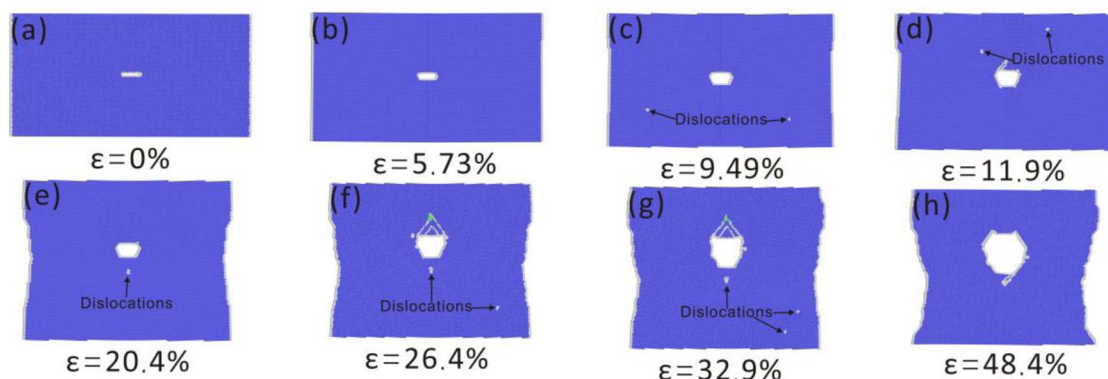 (a)
(b)
(c)
(d)
Dislocations
Dislocations
ε=0%
ε=5.73%
ε=9.49%
ε=11.9%
(e)
(f)
(g)
(h)
Dislocations
Dislocations
Dislocations
ε=20.4%
ε=26.4%
ε=32.9%
ε=48.4%